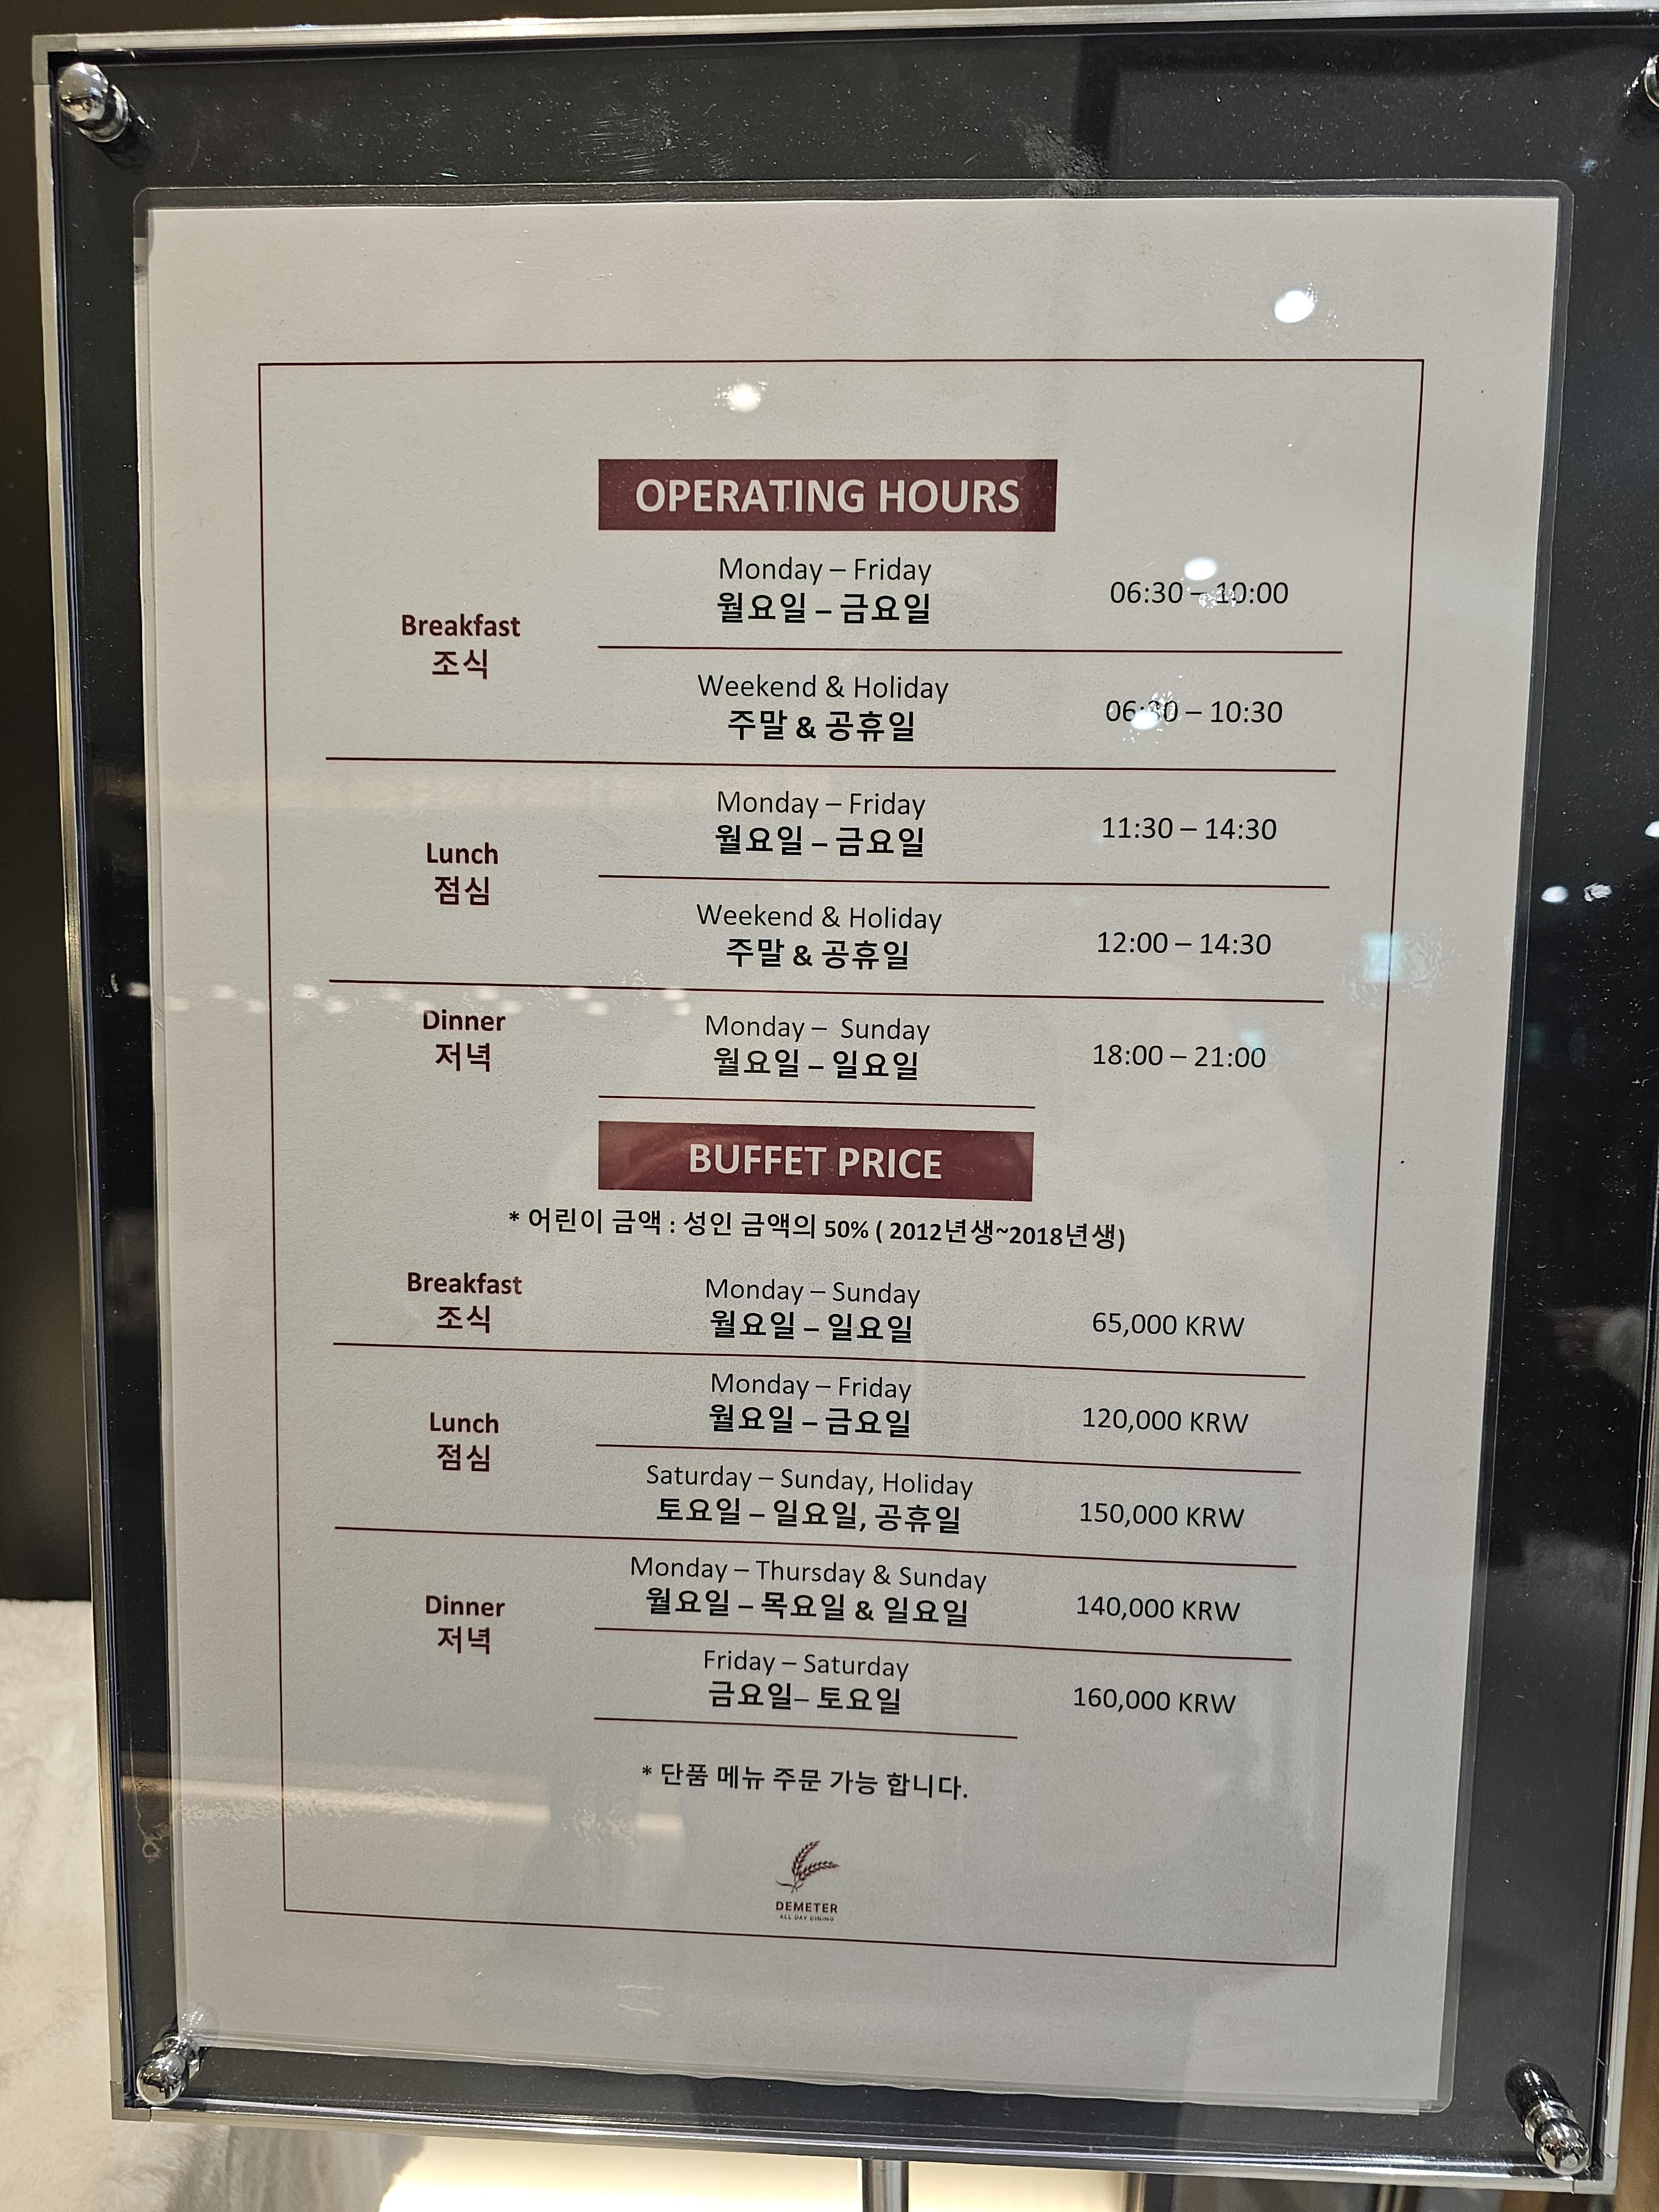 OPERATING HOURS
Breakfast
조식
Monday – Friday
월요일 – 금요일
06:30 – 10:00
Weekend & Holiday
주말 & 공휴일
06:30 – 10:30
Lunch
점심
Monday – Friday
월요일 – 금요일
11:30 – 14:30
Weekend & Holiday
주말 & 공휴일
12:00 – 14:30
Dinner
저녁
Monday – Sunday
월요일 – 일요일
18:00 – 21:00
BUFFET PRICE
* 어린이 금액 : 성인 금액의 50% ( 2012년생~2018년생)
Breakfast
조식
Monday – Sunday
월요일 – 일요일
65,000 KRW
Lunch
점심
Monday – Friday
월요일 – 금요일
120,000 KRW
Saturday – Sunday, Holiday
토요일 – 일요일, 공휴일
150,000 KRW
Dinner
저녁
Monday – Thursday & Sunday
월요일 – 목요일 & 일요일
140,000 KRW
Friday – Saturday
금요일– 토요일
160,000 KRW
* 단품 메뉴 주문 가능 합니다.
DEMETER
ALL DAY DINING